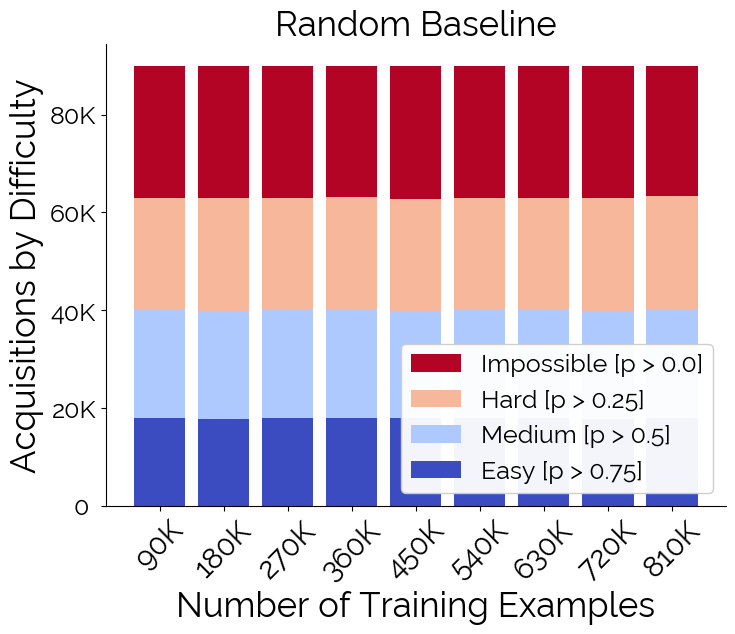 Random Baseline
Acquisitions by Difficulty
80K
60K
40K
20K
0
Impossible [p > 0.0]
Hard [p > 0.25]
Medium [p > 0.5]
Easy [p > 0.75]
90K
180K
270K
360K
450K
540K
630K
720K
810K
Number of Training Examples